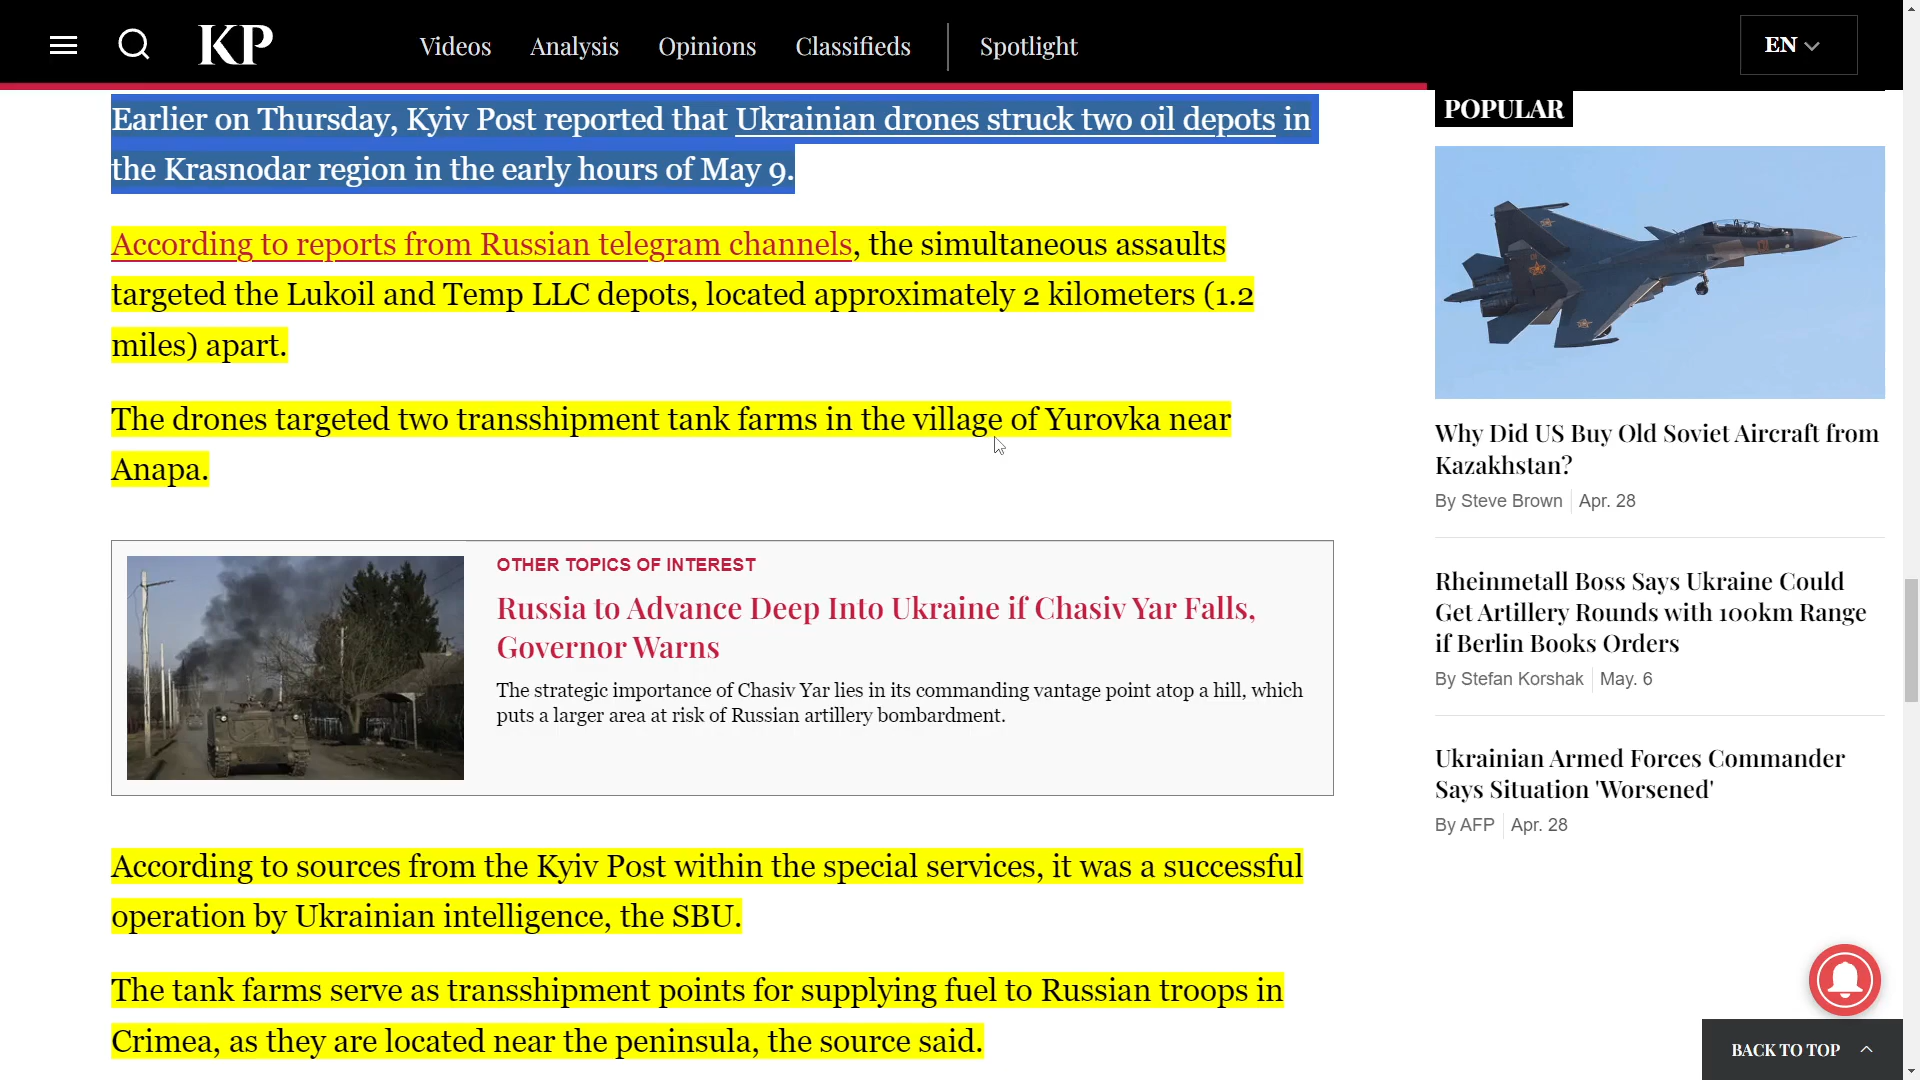 KP
Videos
Analysis
Opinions
Classifieds
Spotlight
EN
Earlier on Thursday, Kyiv Post reported that Ukrainian drones struck two oil depots in
the Krasnodar region in the early hours of May 9.
According to reports from Russian telegram channels, the simultaneous assaults
targeted the Lukoil and Temp LLC depots, located approximately 2 kilometers (1.2
miles) apart.
The drones targeted two transshipment tank farms in the village of Yurovka near
Anapa.
OTHER TOPICS OF INTEREST
Russia to Advance Deep Into Ukraine if Chasiv Yar Falls,
Governor Warns
The strategic importance of Chasiv Yar lies in its commanding vantage point atop a hill, which
puts a larger area at risk of Russian artillery bombardment.
According to sources from the Kyiv Post within the special services, it was a successful
operation by Ukrainian intelligence, the SBU.
The tank farms serve as transshipment points for supplying fuel to Russian troops in
Crimea, as they are located near the peninsula, the source said.
POPULAR
Why Did US Buy Old Soviet Aircraft from
Kazakhstan?
By Steve Brown
Apr. 28
Rheinmetall Boss Says Ukraine Could
Get Artillery Rounds with 100km Range
if Berlin Books Orders
By Stefan Korshak
May. 6
Ukrainian Armed Forces Commander
Says Situation 'Worsened'
By AFP
Apr. 28
BACK TO TOP